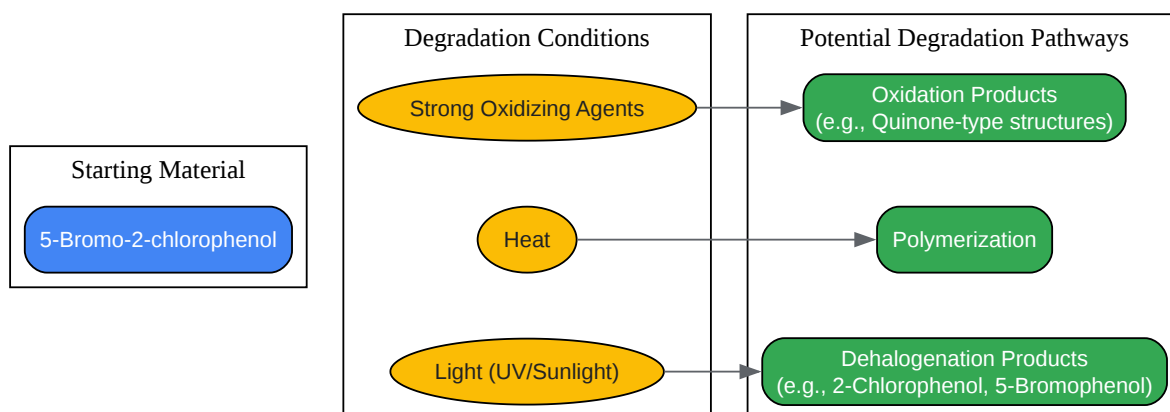 Starting Material
5-Bromo-2-chlorophenol
Degradation Conditions
Strong Oxidizing Agents
Heat
Light (UV/Sunlight)
Potential Degradation Pathways
Oxidation Products
(e.g., Quinone-type structures)
Polymerization
Dehalogenation Products
(e.g., 2-Chlorophenol, 5-Bromophenol)